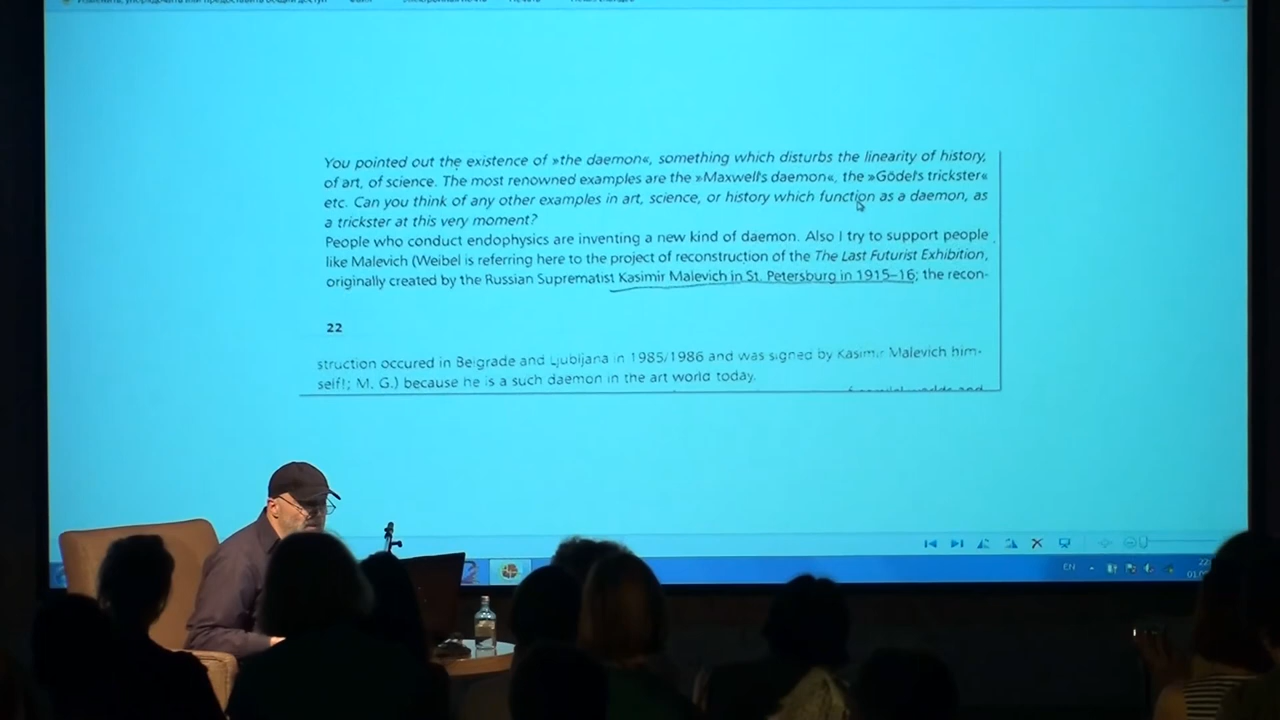 You pointed out the existence of »the daemon«, something which disturbs the linearity of history,
of art, of science. The most renowned examples are the »Maxwell's daemon«, the »Gödel's trickster«
etc. Can you think of any other examples in art, science, or history which function as a daemon, as
a trickster at this very moment?
People who conduct endophysics are inventing a new kind of daemon. Also I try to support people
like Malevich (Weibel is referring here to the project of reconstruction of the The Last Futurist Exhibition,
originally created by the Russian Suprematist Kasimir Malevich in St. Petersburg in 1915–16; the recon-
22
struction occured in Belgrade and Ljubljana in 1985/1986 and was signed by Kasimir Malevich him-
self!; M. G.) because he is a such daemon in the art world today.
EN